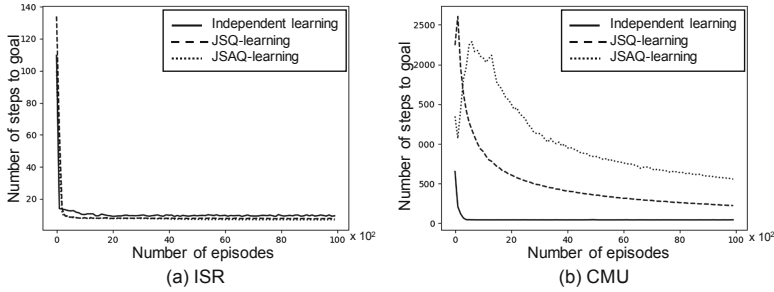 140
120
100
80
60
40
20
Number of steps to goal
Independent learning
JSQ-learning
JSAQ-learning
0 20 40 60 80 100
x 10²
Number of episodes
(a) ISR
2500
2000
500
000
500
0
Number of steps to goal
Independent learning
JSQ-learning
JSAQ-learning
0 20 40 60 80 100
x 10²
Number of episodes
(b) CMU